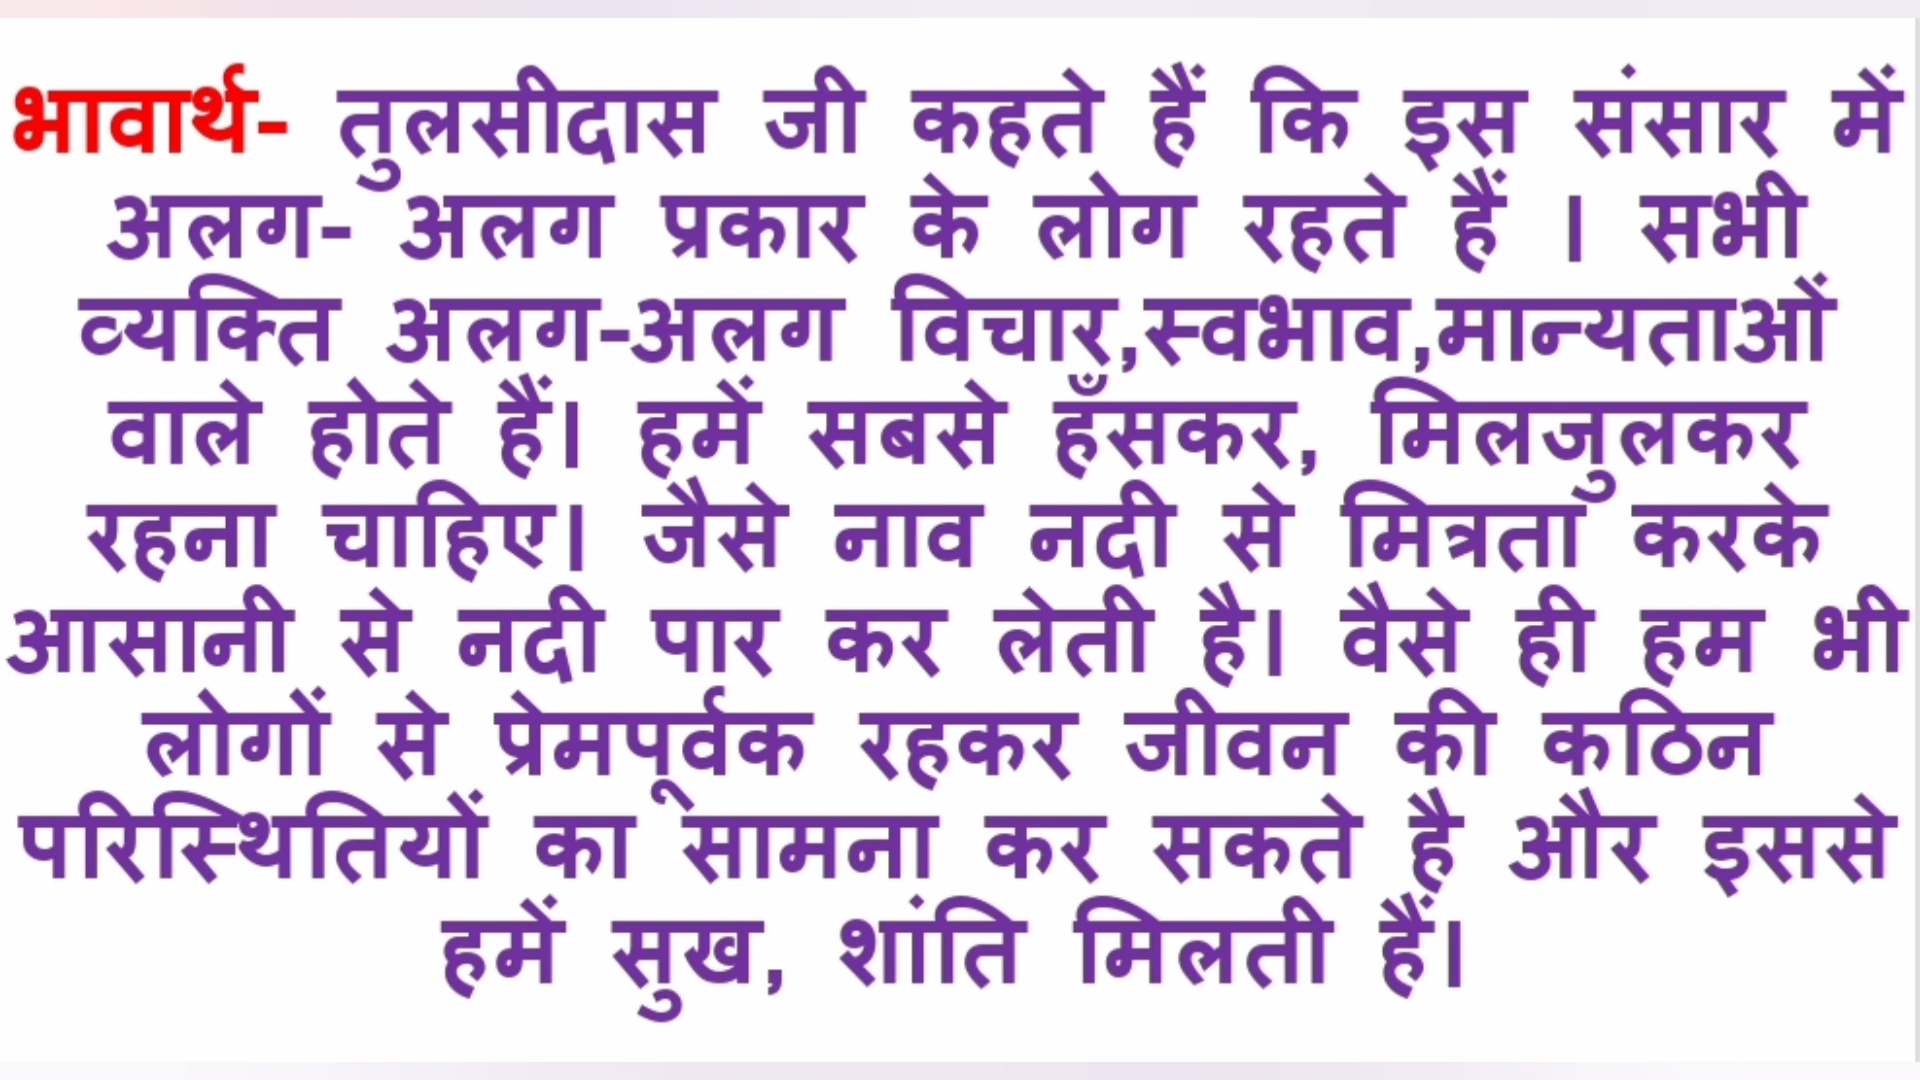 भावार्थ- तुलसीदास जी कहते हैं कि इस संसार में
अलग- अलग प्रकार के लोग रहते हैं । सभी
व्यक्ति अलग-अलग विचार,स्वभाव,मान्यताओं
वाले होते हैं। हमें सबसे हँसकर, मिलजुलकर
रहना चाहिए। जैसे नाव नदी से मित्रता करके
आसानी से नदी पार कर लेती है। वैसे ही हम भी
लोगों से प्रेमपूर्वक रहकर जीवन की कठिन
परिस्थितियों का सामना कर सकते है और इससे
हमें सुख, शांति मिलती हैं।